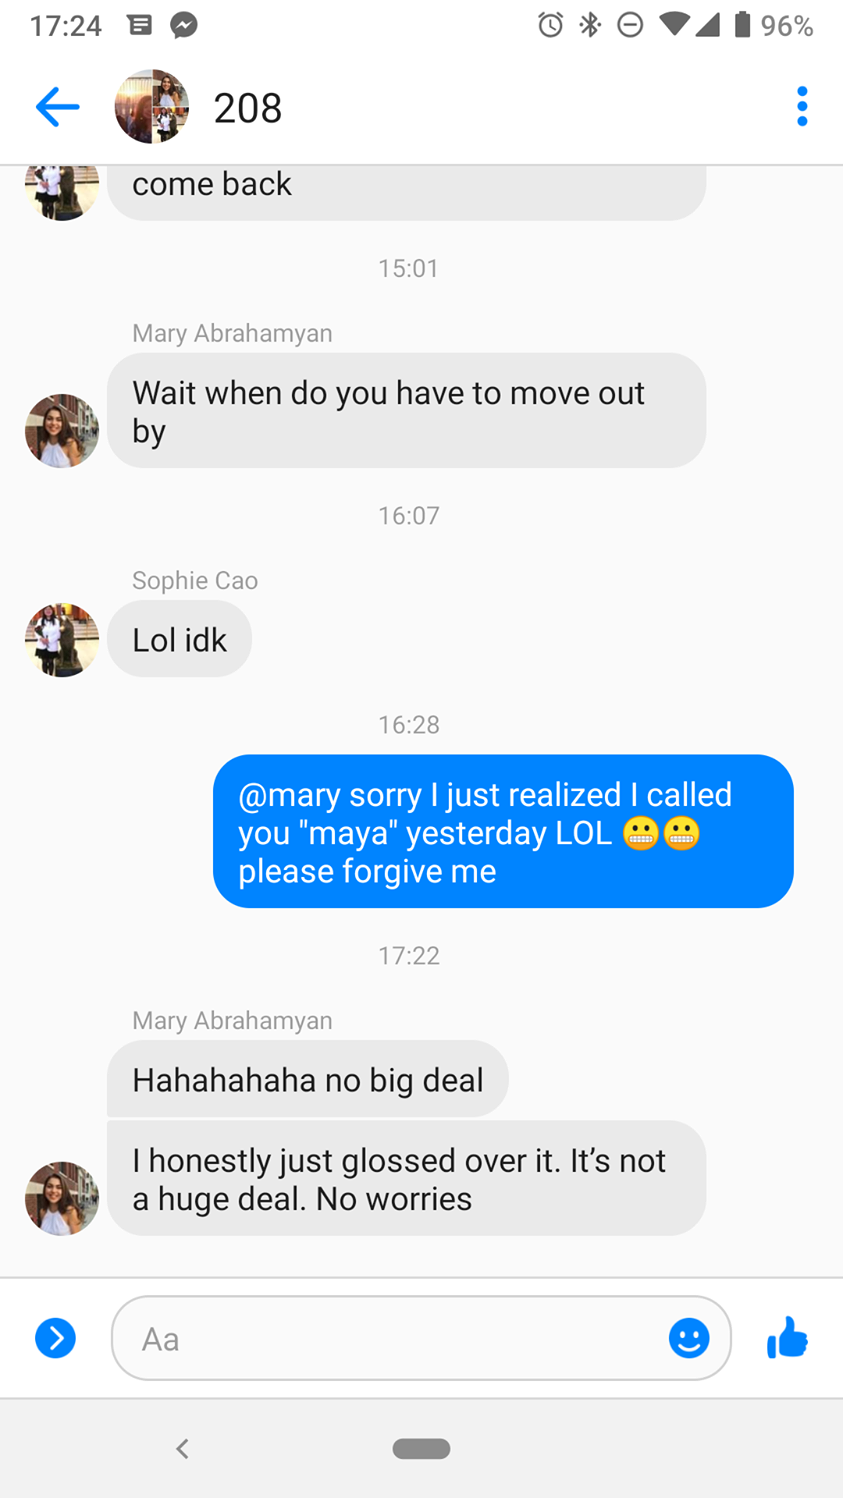 17:24
96%
208
come back
15:01
Mary Abrahamyan
Wait when do you have to move out
by
16:07
Sophie Cao
Lol idk
16:28
@mary sorry I just realized I called
you "maya" yesterday LOL 😬😬
please forgive me
17:22
Mary Abrahamyan
Hahahahaha no big deal
I honestly just glossed over it. It’s not
a huge deal. No worries
Aa